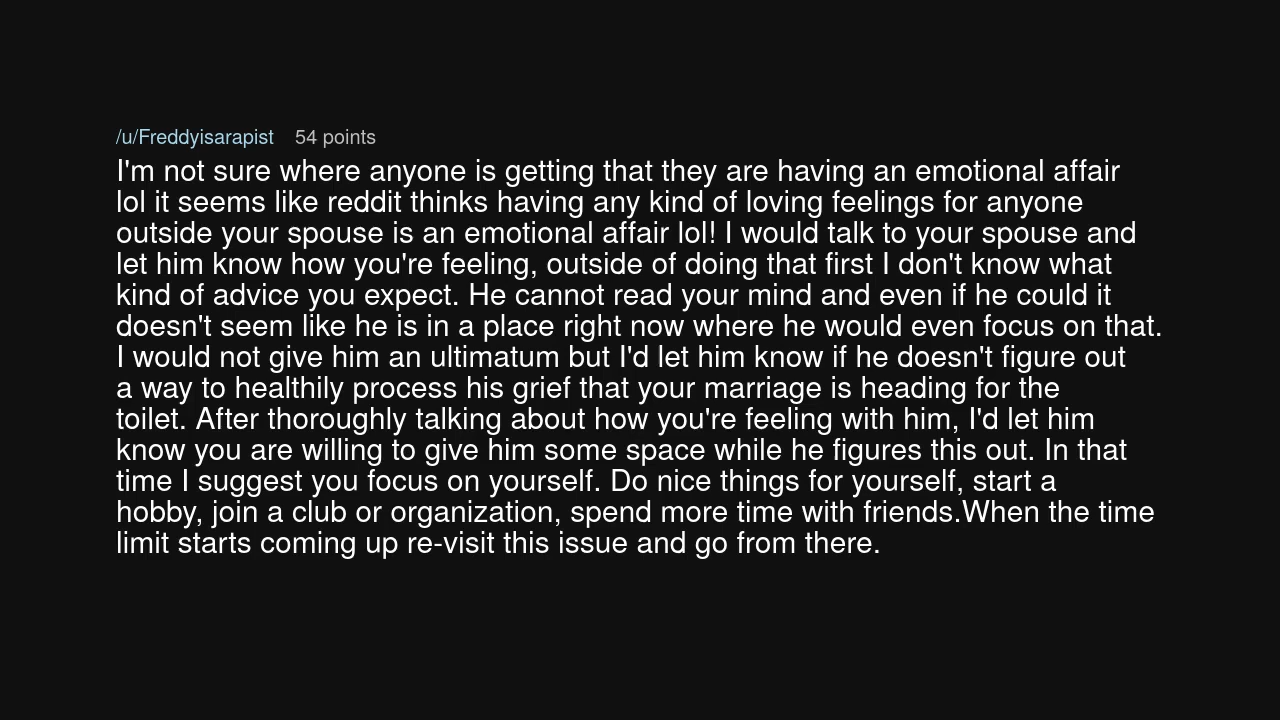 /u/Freddyisarapist 54 points
I'm not sure where anyone is getting that they are having an emotional affair
lol it seems like reddit thinks having any kind of loving feelings for anyone
outside your spouse is an emotional affair lol! I would talk to your spouse and
let him know how you're feeling, outside of doing that first I don't know what
kind of advice you expect. He cannot read your mind and even if he could it
doesn't seem like he is in a place right now where he would even focus on that.
I would not give him an ultimatum but I'd let him know if he doesn't figure out
a way to healthily process his grief that your marriage is heading for the
toilet. After thoroughly talking about how you're feeling with him, I'd let him
know you are willing to give him some space while he figures this out. In that
time I suggest you focus on yourself. Do nice things for yourself, start a
hobby, join a club or organization, spend more time with friends.When the time
limit starts coming up re-visit this issue and go from there.